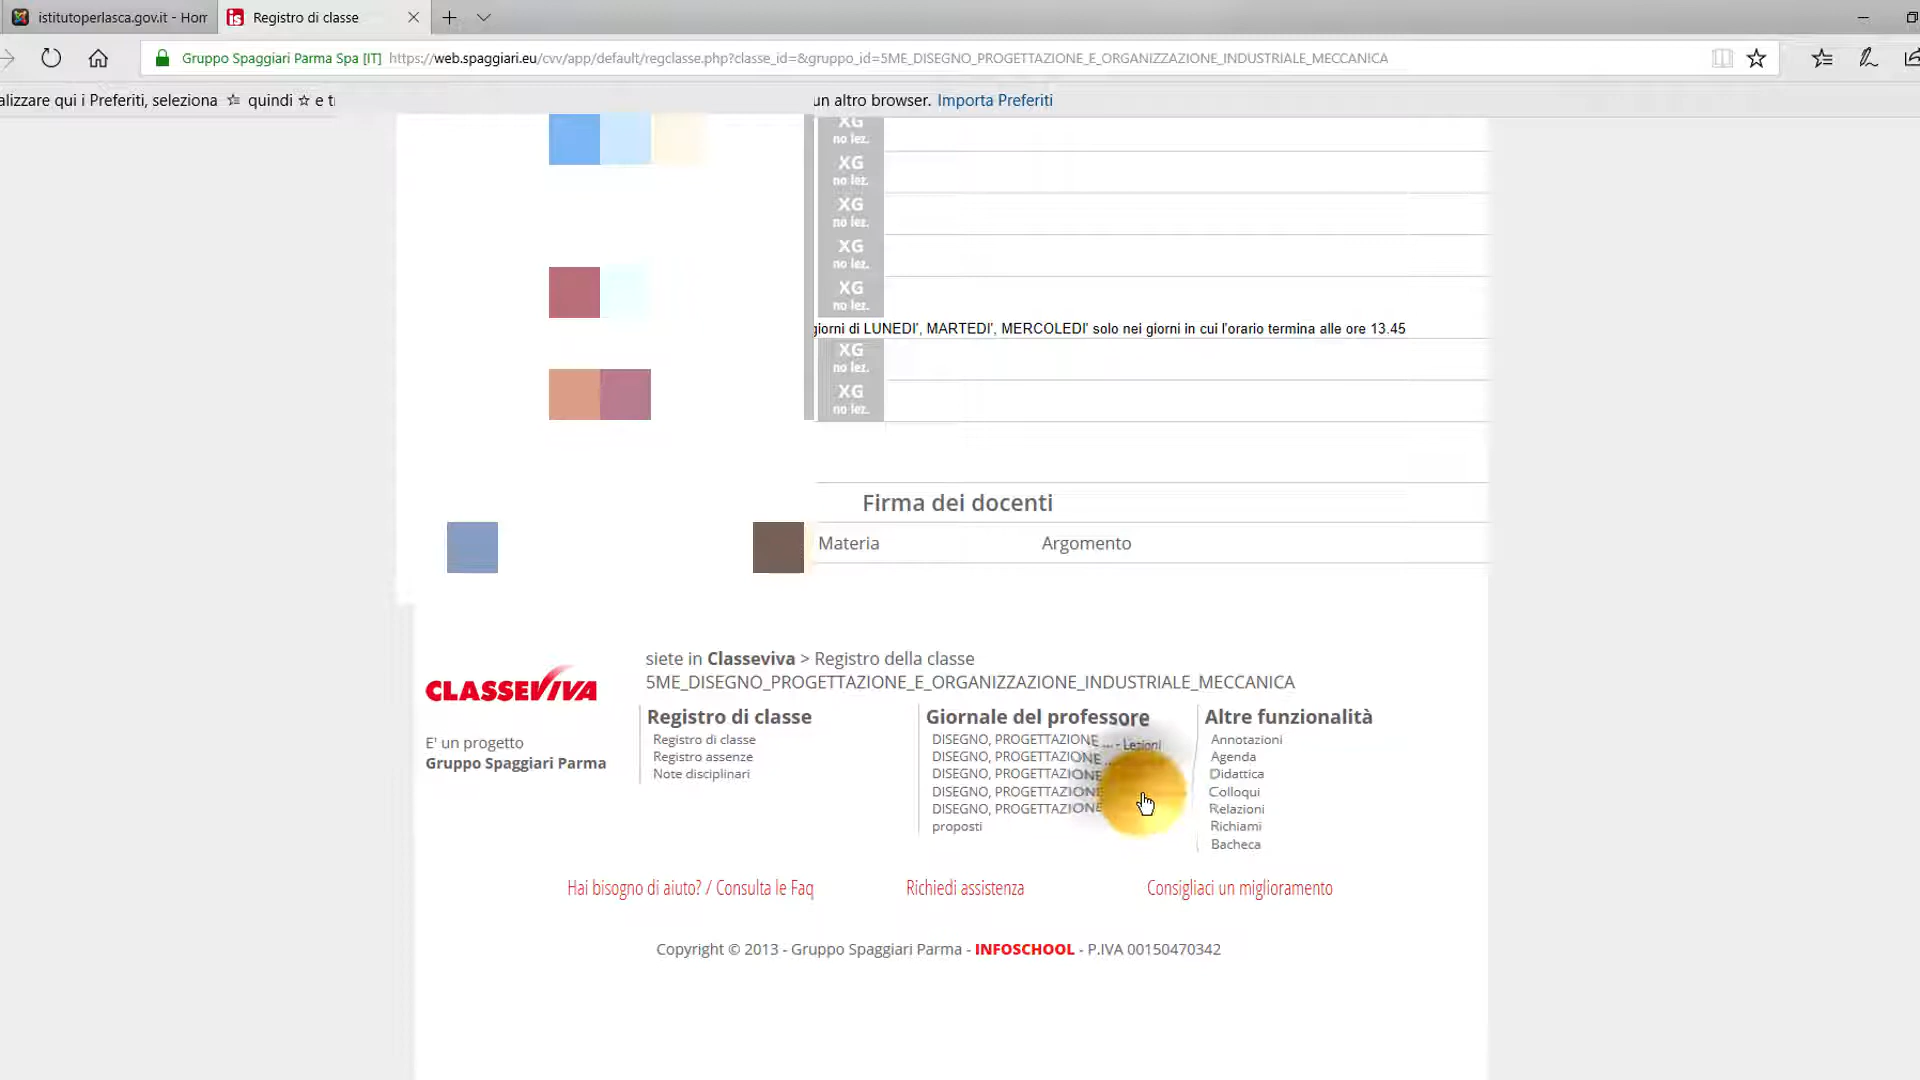 istitutoperlasca.gov.it - Hom
Registro di classe
Gruppo Spaggiari Parma Spa [IT] https://web.spaggiari.eu/cvv/app/default/regclasse.php?classe_id=&gruppo_id=5ME_DISEGNO_PROGETTAZIONE_E_ORGANIZZAZIONE_INDUSTRIALE_MECCANICA
alizzare qui i Preferiti, seleziona quindi e t
un altro browser. Importa Preferiti
XG
no lez.
XG
no lez.
XG
no lez.
XG
no lez.
XG
no lez.
giorni di LUNEDI', MARTEDI', MERCOLEDI' solo nei giorni in cui l'orario termina alle ore 13.45
XG
no lez.
XG
no lez.
Firma dei docenti
Materia Argomento
CLASSEVIVA
siete in Classeviva > Registro della classe
5ME_DISEGNO_PROGETTAZIONE_E_ORGANIZZAZIONE_INDUSTRIALE_MECCANICA
E' un progetto
Gruppo Spaggiari Parma
Registro di classe
Registro di classe
Registro assenze
Note disciplinari
Giornale del professore
DISEGNO, PROGETTAZIONE ... - Lezioni
DISEGNO, PROGETTAZIONE
DISEGNO, PROGETTAZIONE
DISEGNO, PROGETTAZIONE
DISEGNO, PROGETTAZIONE
proposti
Altre funzionalità
Annotazioni
Agenda
Didattica
Colloqui
Relazioni
Richiami
Bacheca
Hai bisogno di aiuto? / Consulta le Faq
Richiedi assistenza
Consigliaci un miglioramento
Copyright © 2013 - Gruppo Spaggiari Parma - INFOSCHOOL - P.IVA 00150470342